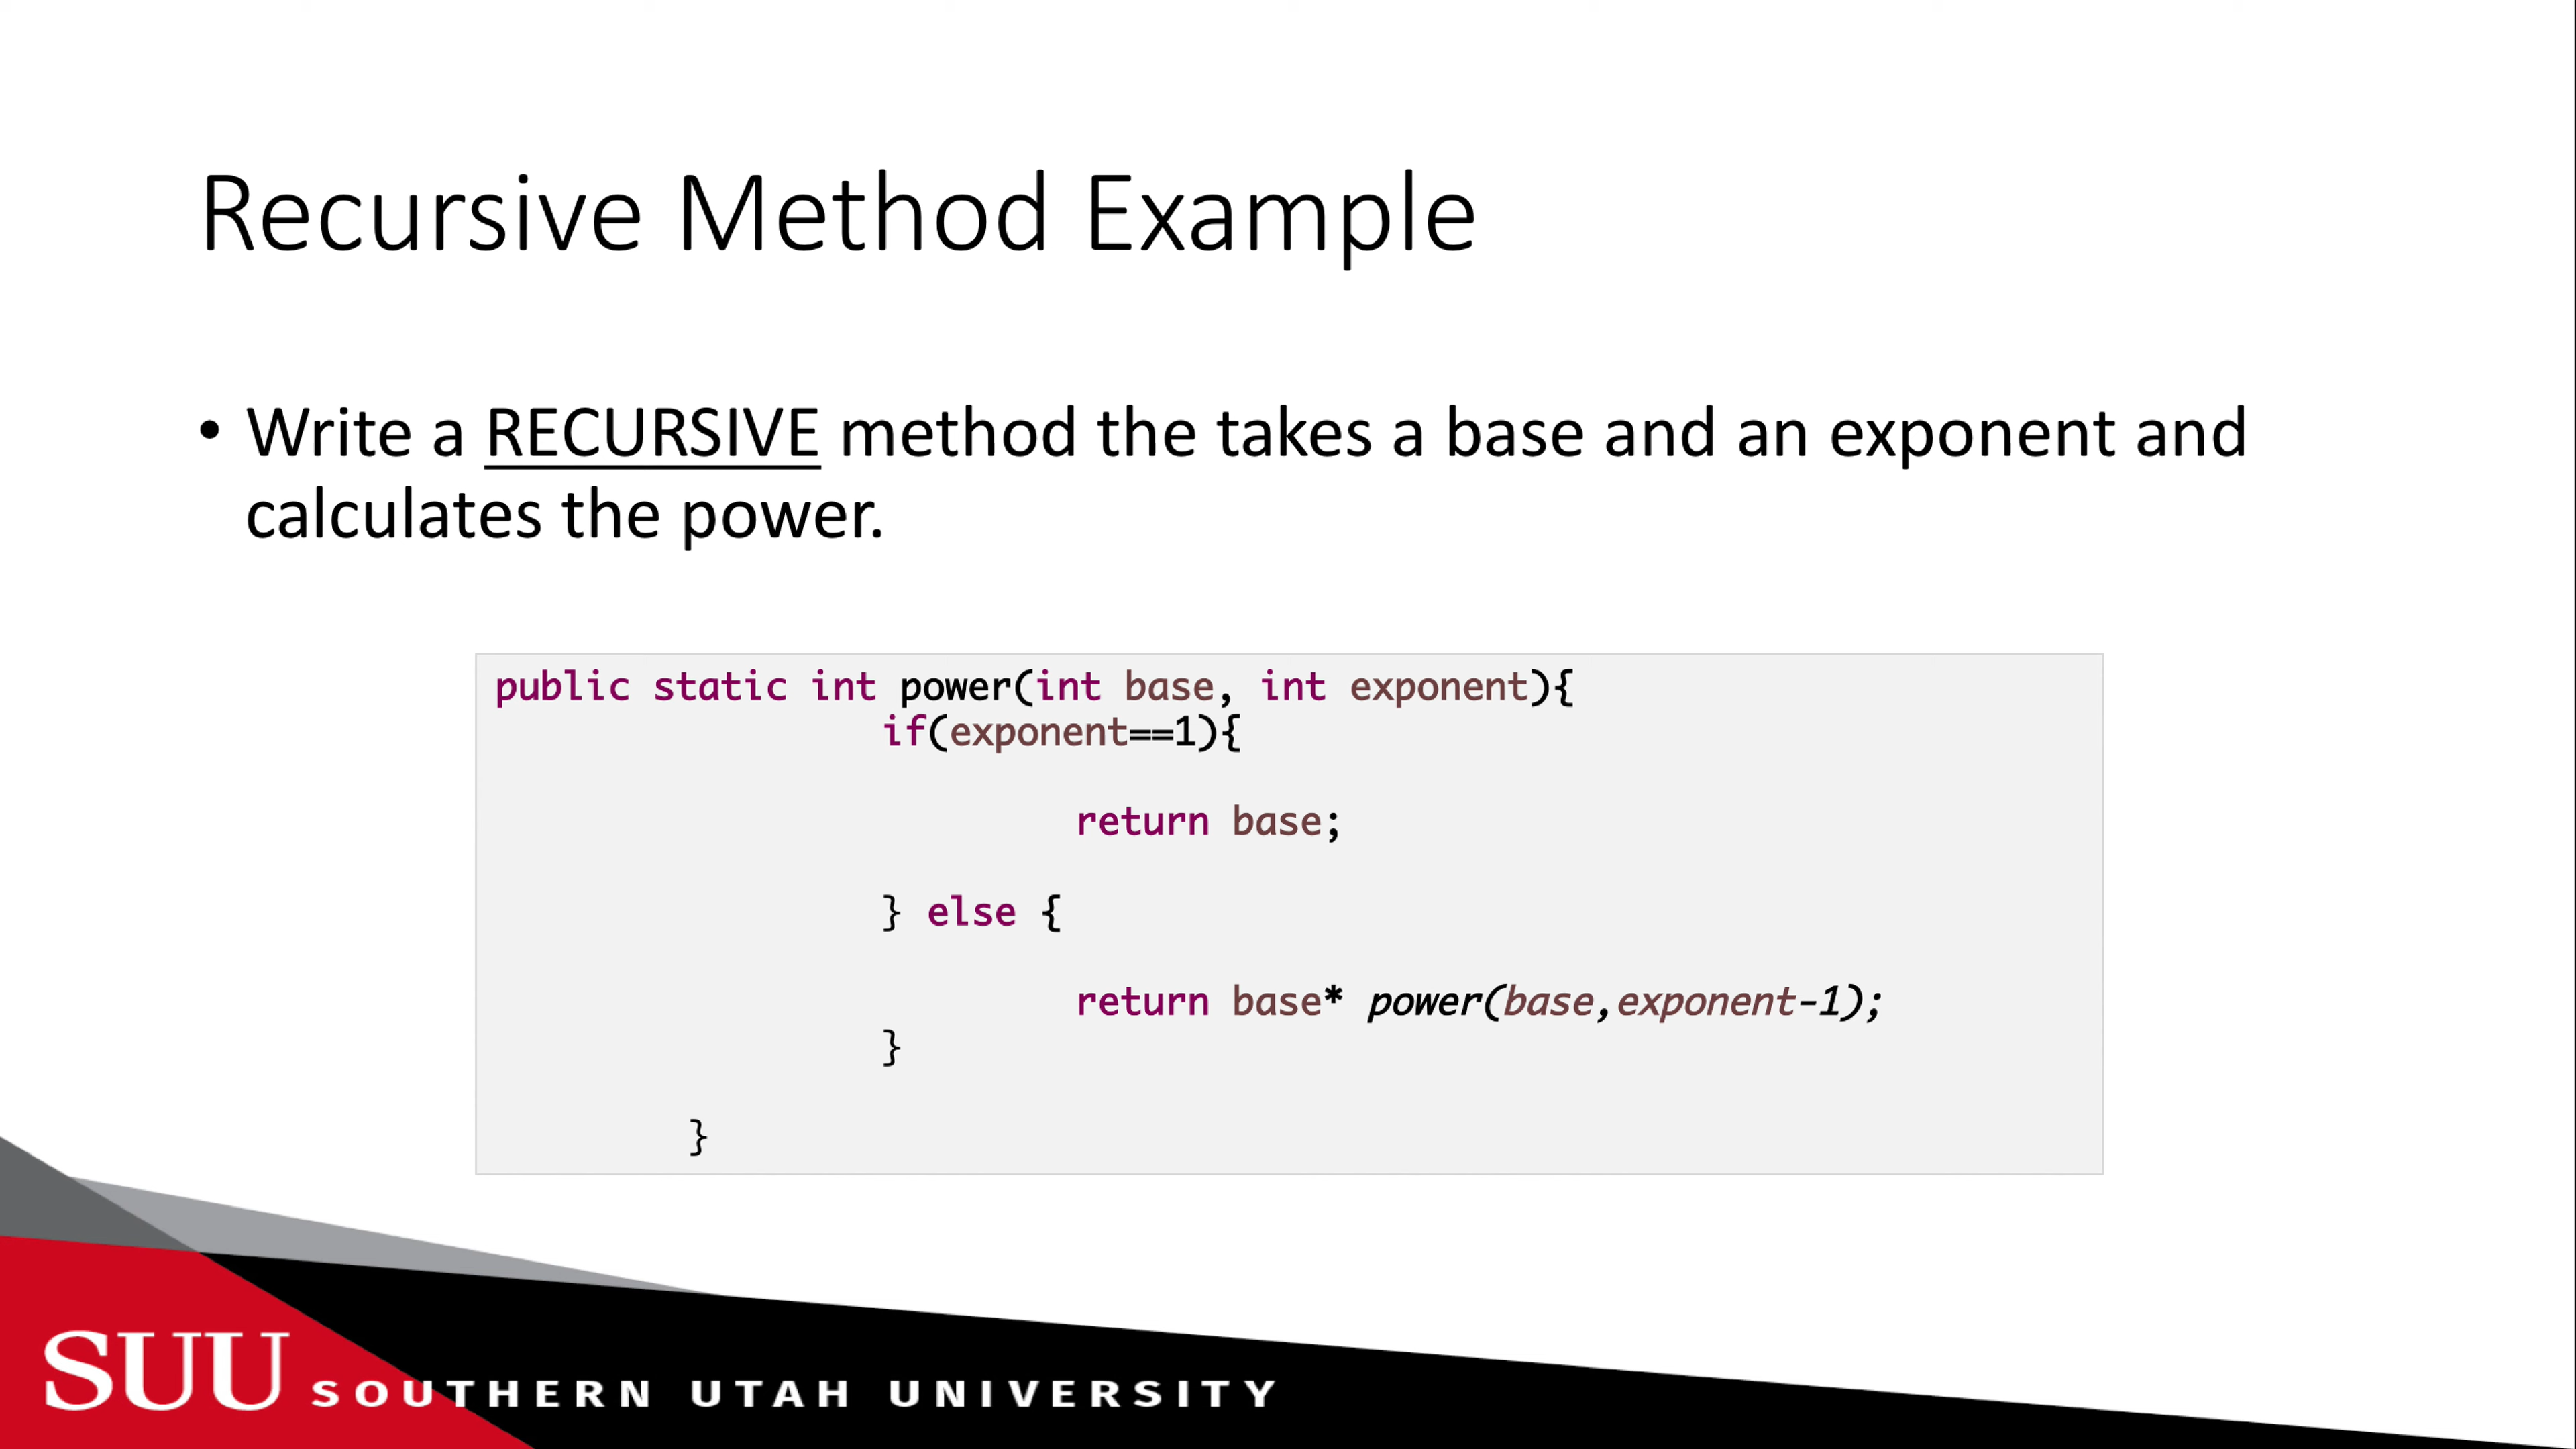 Recursive Method Example
• Write a RECURSIVE method the takes a base and an exponent and
calculates the power.
public static int power(int base, int exponent){
if(exponent==1){
return base;
} else {
return base* power(base,exponent-1);
}
}
SUU SOUTHERN UTAH UNIVERSITY